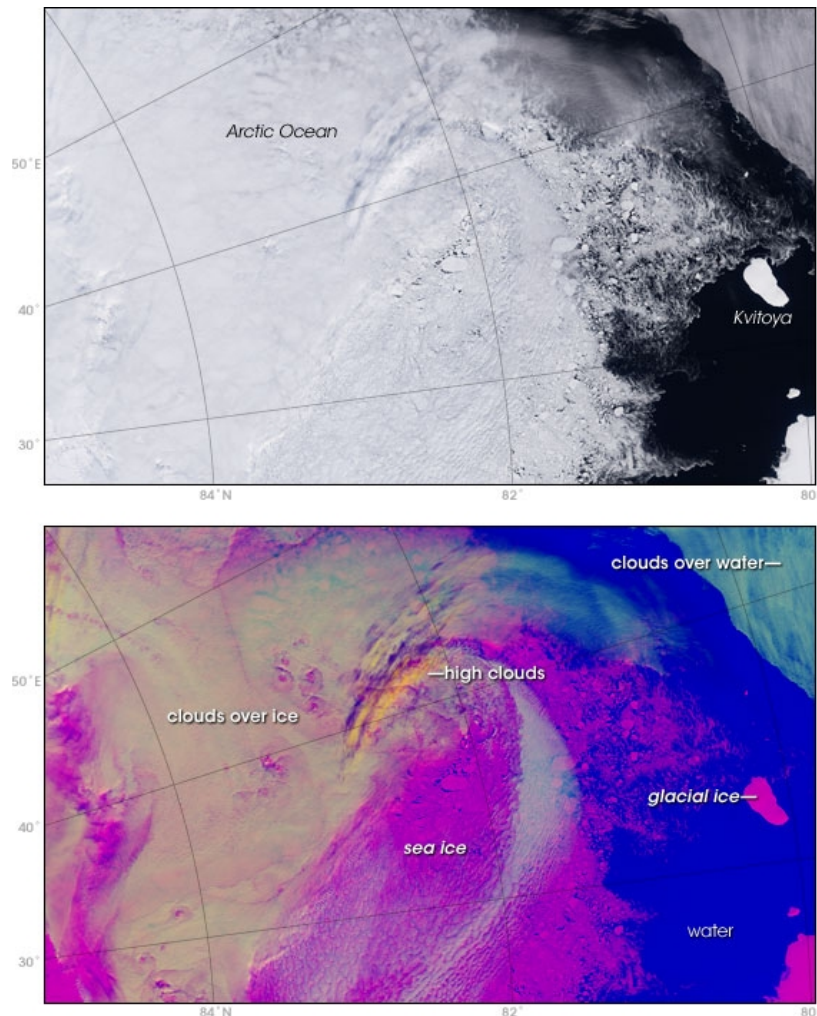 Arctic Ocean
50°E
40°
Kvitoya
30°
84°N
82°
80
clouds over water—
50°E
—high clouds
clouds over ice
glacial ice—
40°
sea ice
water
30°
84°N
82°
80